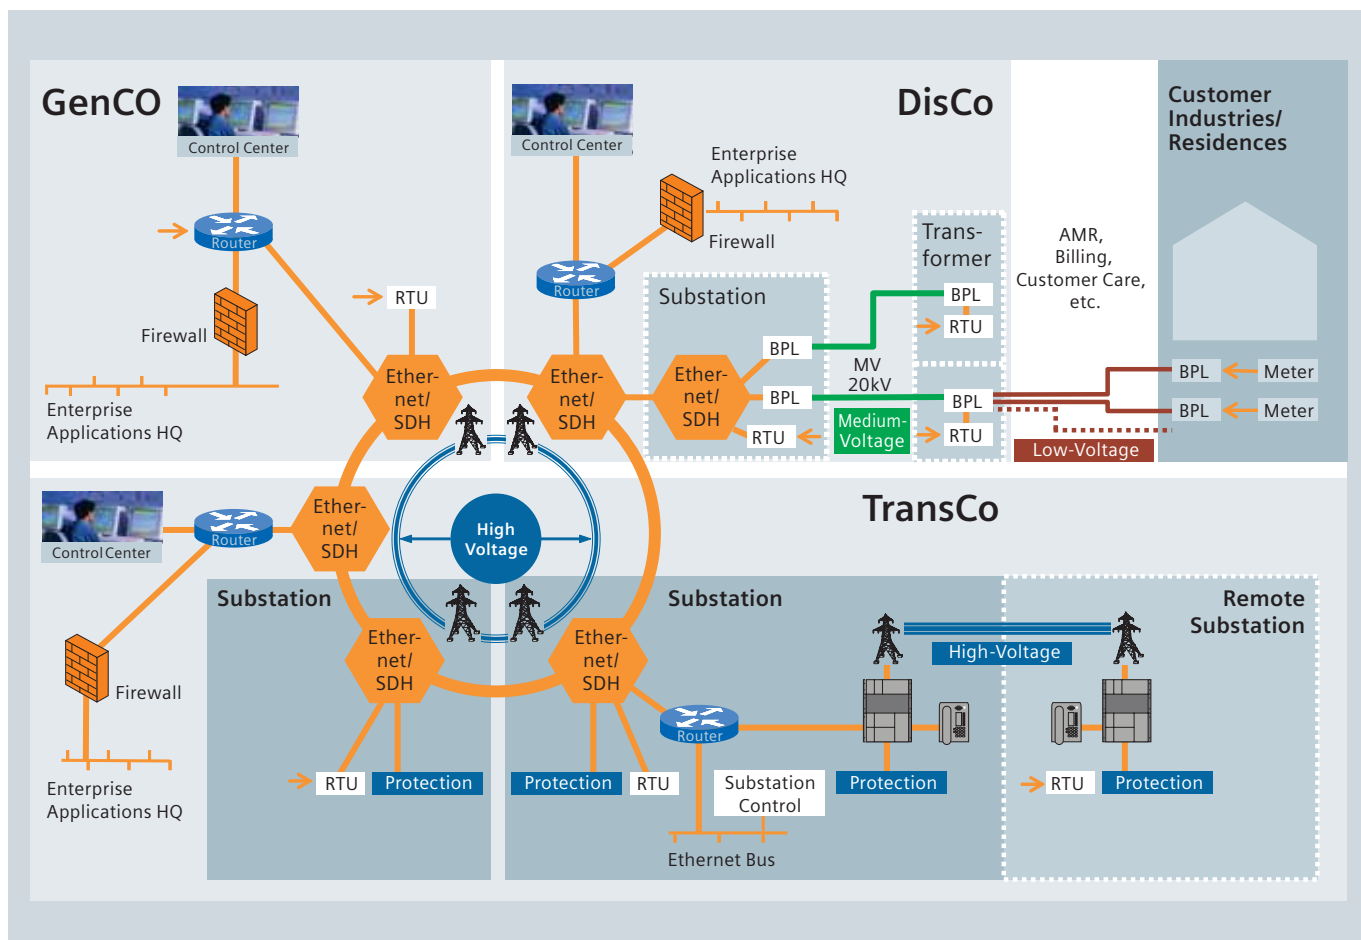 GenCO
Control Center
Router
Firewall
Enterprise
Applications HQ
RTU
Ether-
net/
SDH
DisCo
Control Center
Enterprise
Applications HQ
Firewall
Router
Ether-
net/
SDH
Substation
Ether-
net/
SDH
BPL
BPL
RTU
MV
20kV
Medium-
Voltage
Trans-
former
BPL
RTU
BPL
RTU
AMR,
Billing,
Customer Care,
etc.
Low-Voltage
Customer
Industries/
Residences
BPL
Meter
BPL
Meter
TransCo
Control Center
Router
Ether-
net/
SDH
Firewall
Enterprise
Applications HQ
High
Voltage
Substation
Ether-
net/
SDH
RTU
Protection
Substation
Ether-
net/
SDH
Protection
RTU
Router
Substation
Control
Ethernet Bus
Protection
High-Voltage
Remote
Substation
RTU
Protection